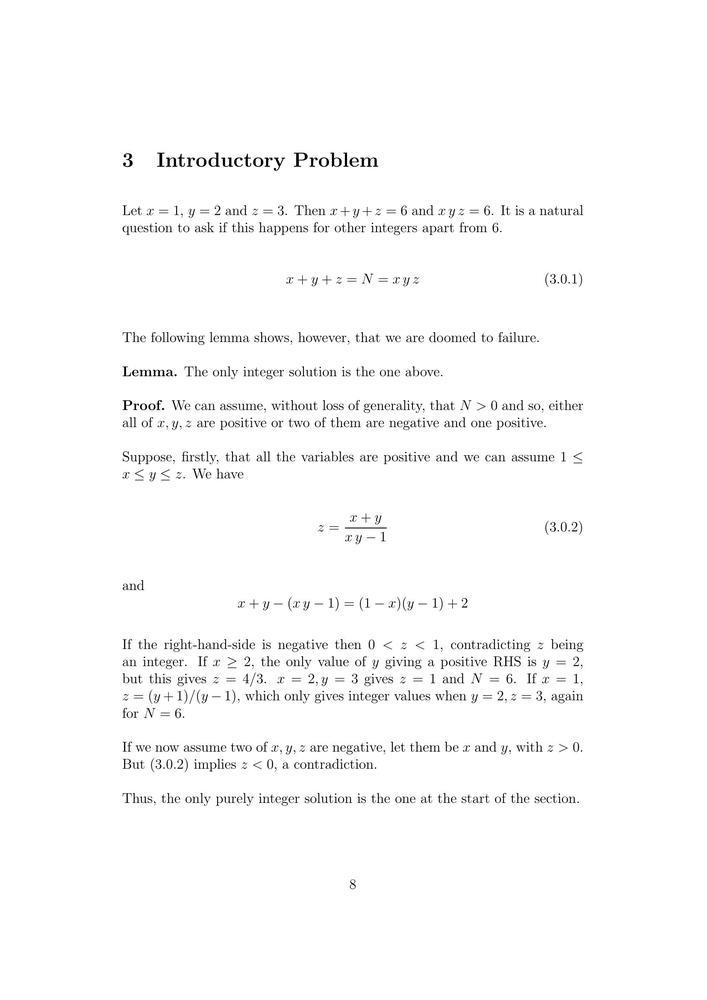 3 Introductory Problem
Let x = 1, y = 2 and z = 3. Then x + y + z = 6 and x y z = 6. It is a natural
question to ask if this happens for other integers apart from 6.
x + y + z = N = x y z (3.0.1)
The following lemma shows, however, that we are doomed to failure.
Lemma. The only integer solution is the one above.
Proof. We can assume, without loss of generality, that N > 0 and so, either
all of x, y, z are positive or two of them are negative and one positive.
Suppose, firstly, that all the variables are positive and we can assume 1 ≤
x ≤ y ≤ z. We have
z = \frac{x + y}{x y − 1} (3.0.2)
and
x + y − (x y − 1) = (1 − x)(y − 1) + 2
If the right-hand-side is negative then 0 < z < 1, contradicting z being
an integer. If x ≥ 2, the only value of y giving a positive RHS is y = 2,
but this gives z = 4/3. x = 2, y = 3 gives z = 1 and N = 6. If x = 1,
z = (y + 1)/(y − 1), which only gives integer values when y = 2, z = 3, again
for N = 6.
If we now assume two of x, y, z are negative, let them be x and y, with z > 0.
But (3.0.2) implies z < 0, a contradiction.
Thus, the only purely integer solution is the one at the start of the section.
8